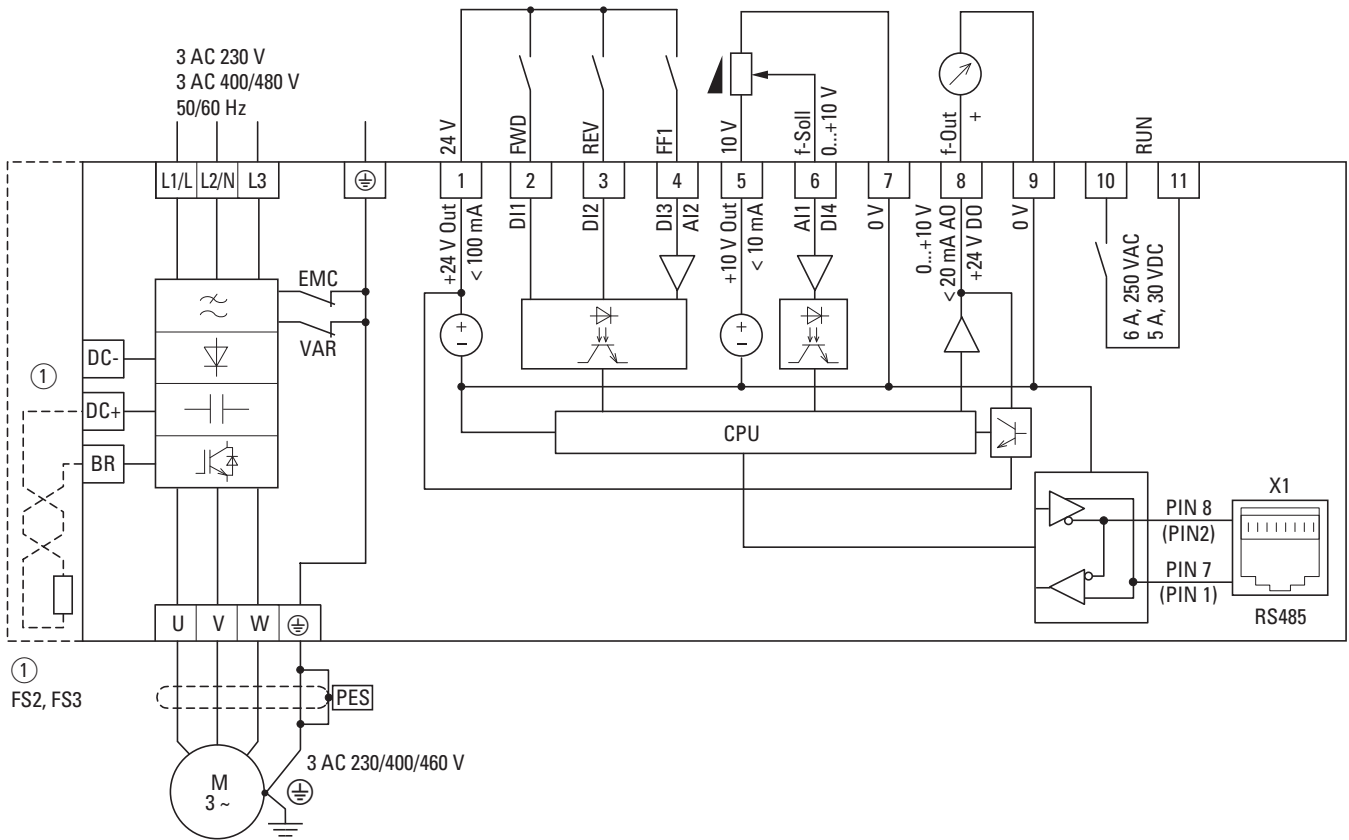 3 AC 230 V
3 AC 400/480 V
50/60 Hz
24 V
FWD
REV
FF1
10 V
f-Soll
0...+10 V
f-Out
+
RUN
L1/L
L2/N
L3
1
2
3
4
5
6
7
8
9
10
11
+24 V Out
< 100 mA
DI1
DI2
DI3
AI2
+10 V Out
< 10 mA
AI1
DI4
0 V
0...+10 V
< 20 mA AO
+24 V DO
0 V
6 A, 250 VAC
5 A, 30 VDC
EMC
VAR
+
-
+
-
DC-
DC+
BR
1
CPU
X1
PIN 8
(PIN2)
PIN 7
(PIN 1)
RS485
U
V
W
1
FS2, FS3
PES
3 AC 230/400/460 V
M
3 ~